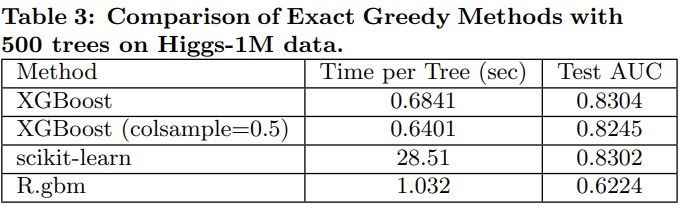 Table 3: Comparison of Exact Greedy Methods with
500 trees on Higgs-1M data.
Method Time per Tree (sec) Test AUC
XGBoost 0.6841 0.8304
XGBoost (colsample=0.5) 0.6401 0.8245
scikit-learn 28.51 0.8302
R.gbm 1.032 0.6224